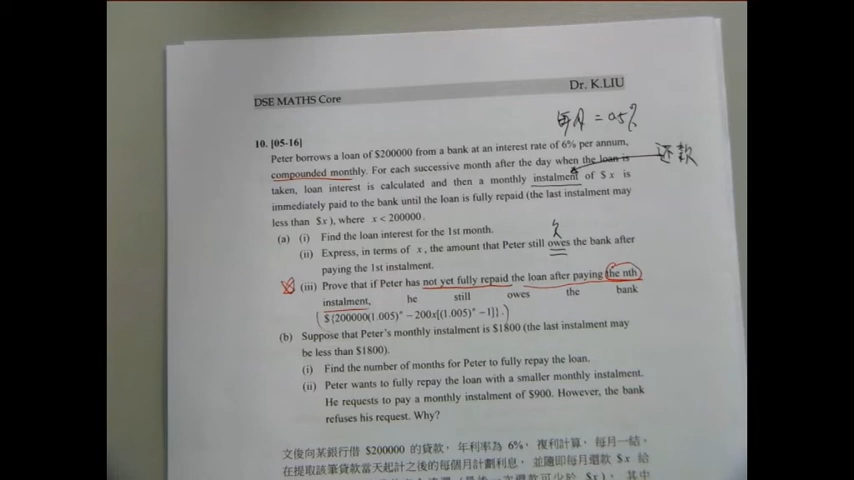 Dr. K.LIU
DSE MATHS Core
每月 = 0.5%
10. [05-16]
Peter borrows a loan of $200000 from a bank at an interest rate of 6% per annum,
compounded monthly. For each successive month after the day when the loan is
还款
taken, loan interest is calculated and then a monthly instalment of $ x is
immediately paid to the bank until the loan is fully repaid (the last instalment may
less than $x ), where x < 200000.
(a) (i) Find the loan interest for the 1st month.
欠
(ii) Express, in terms of x, the amount that Peter still owes the bank after
paying the 1st instalment.
(iii) Prove that if Peter has not yet fully repaid the loan after paying the nth
instalment, he still owes the bank
${200000(1.005)ⁿ − 200x[(1.005)ⁿ − 1]}.
(b) Suppose that Peter's monthly instalment is $1800 (the last instalment may
be less than $1800).
(i) Find the number of months for Peter to fully repay the loan.
(ii) Peter wants to fully repay the loan with a smaller monthly instalment.
He requests to pay a monthly instalment of $900. However, the bank
refuses his request. Why?
文俊向某銀行借 $200000 的貸款，年利率為 6%，複利計算，每月一結。
在提取該筆貸款當天起計之後的每個月計劃利息，並隨即每月還款 $x 給